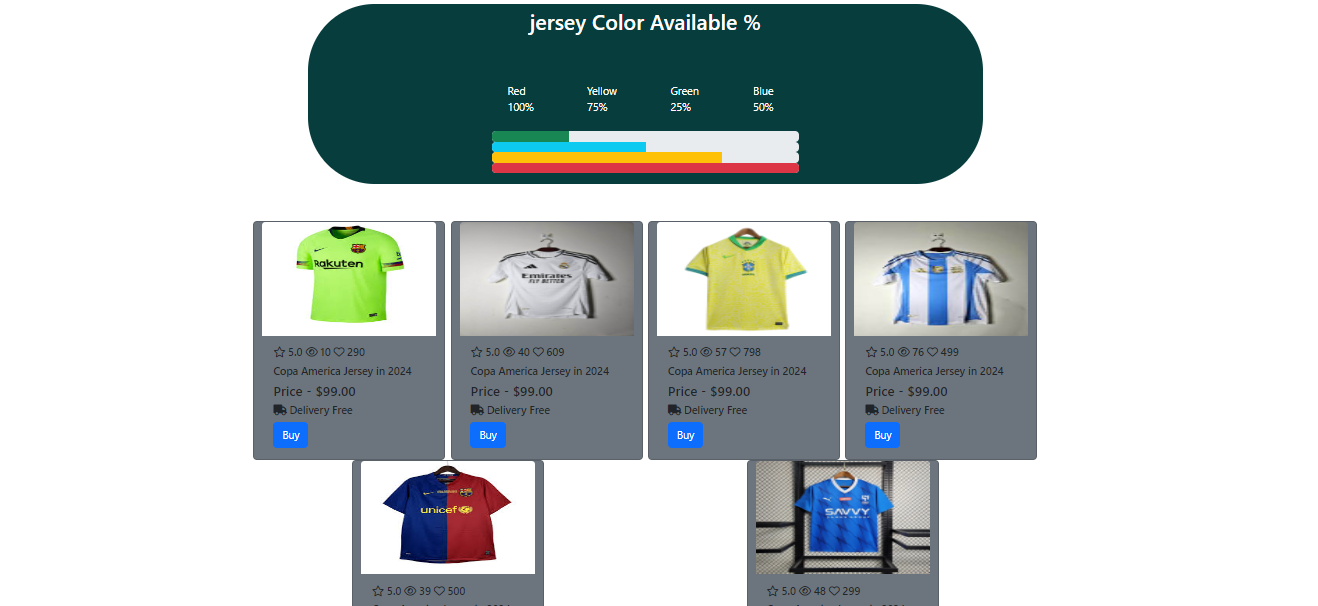 jersey Color Available %
Red Yellow Green Blue
100% 75% 25% 50%
Rakuten
Emirates
FLY BETTER
5.0 10 290
Copa America Jersey in 2024
Price - $99.00
Delivery Free
Buy
5.0 40 609
Copa America Jersey in 2024
Price - $99.00
Delivery Free
Buy
5.0 57 798
Copa America Jersey in 2024
Price - $99.00
Delivery Free
Buy
5.0 76 499
Copa America Jersey in 2024
Price - $99.00
Delivery Free
Buy
unicef
SAVVY
5.0 39 500
5.0 48 299